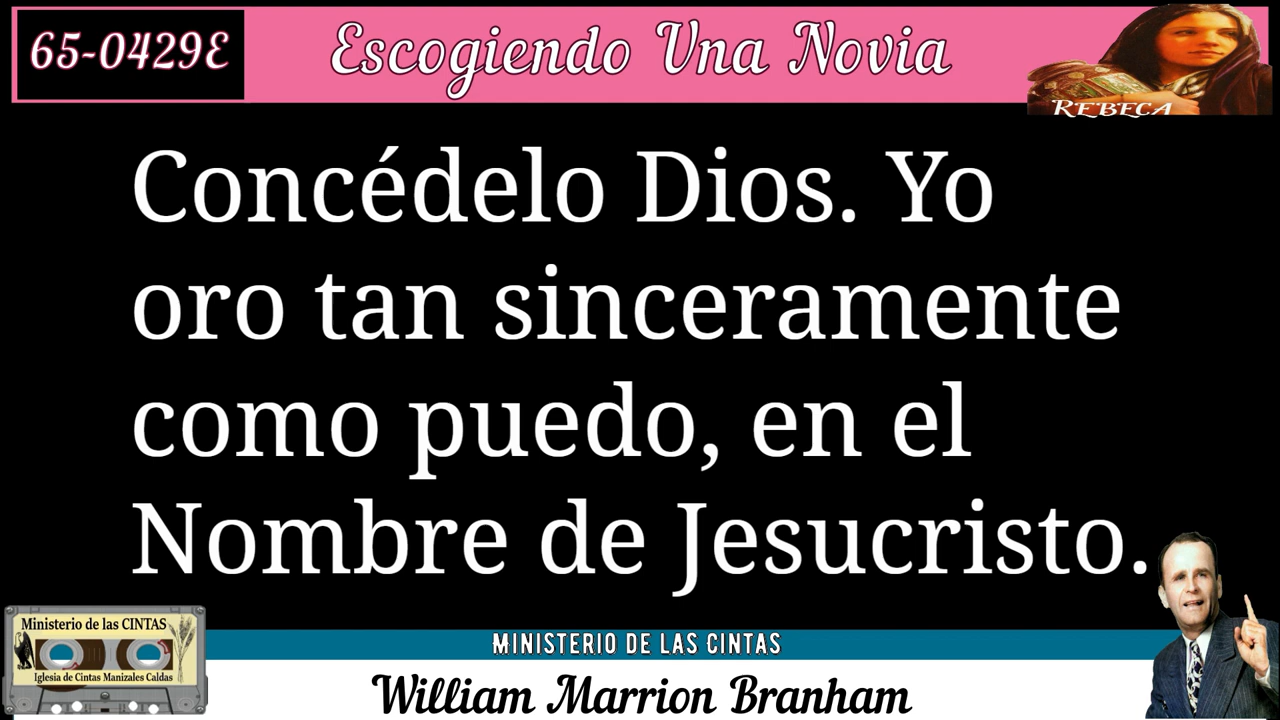 65-0429E
Escogiendo Una Novia
REBECA
Concédelo Dios. Yo
oro tan sinceramente
como puedo, en el
Nombre de Jesucristo.
Ministerio de las CINTAS
Iglesia de Cintas Manizales Caldas
MINISTERIO DE LAS CINTAS
William Marrion Branham